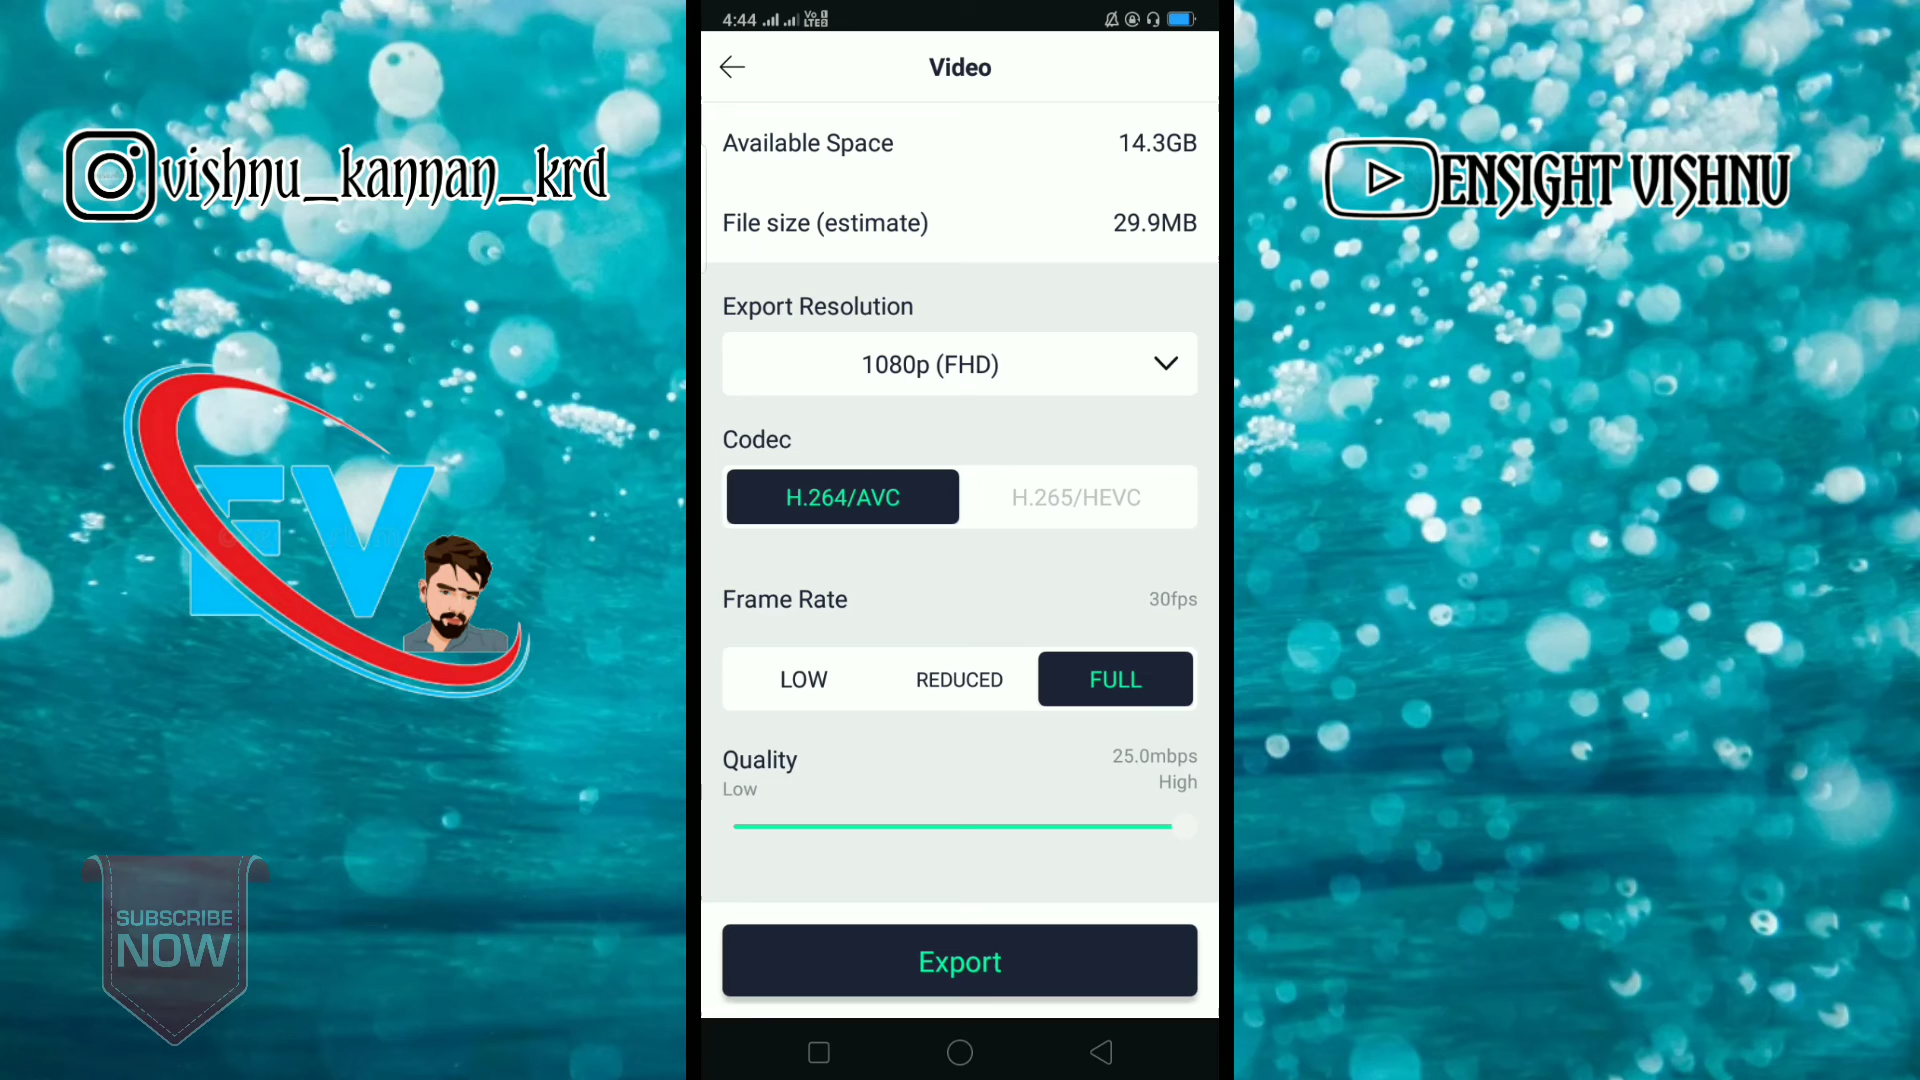 4:44 Vo LTE
Video
Available Space 14.3GB
File size (estimate) 29.9MB
Export Resolution
1080p (FHD)
Codec
H.264/AVC H.265/HEVC
Frame Rate 30fps
LOW REDUCED FULL
Quality 25.0mbps
Low High
Export
vishnu_kannan_krd
EV
SUBSCRIBE
NOW
ENSIGHT VISHNU